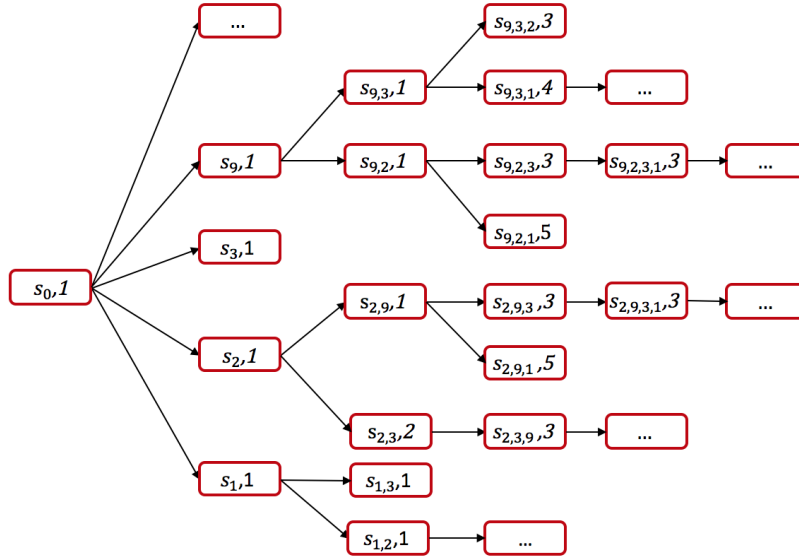 ...
s₉,₃,₂,3
s₉,₃,1
s₉,₃,₁,4
...
s₉,1
s₉,₂,1
s₉,₂,₃,3
s₉,₂,₃,₁,3
...
s₉,₂,₁,5
s₃,1
s₀,1
s₂,₉,1
s₂,₉,₃,3
s₂,₉,₃,₁,3
...
s₂,1
s₂,₉,₁,5
s₂,₃,2
s₂,₃,₉,3
...
s₁,1
s₁,₃,1
s₁,₂,1
...